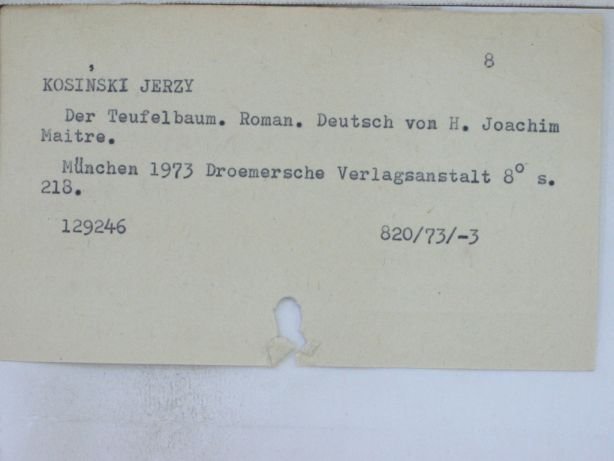 8
KOSIŃSKI JERZY
Der Teufelbaum. Roman. Deutsch von H. Joachim
Maitre.
München 1973 Droemersche Verlagsanstalt 8° s.
218.
129246 820/73/-3